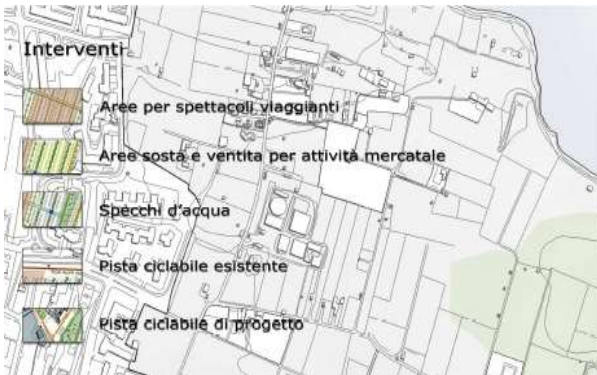 Interventi
Aree per spettacoli viaggianti
Aree sosta e ventita per attività mercatale
Specchi d'acqua
Pista ciclabile esistente
Pista ciclabile di progetto